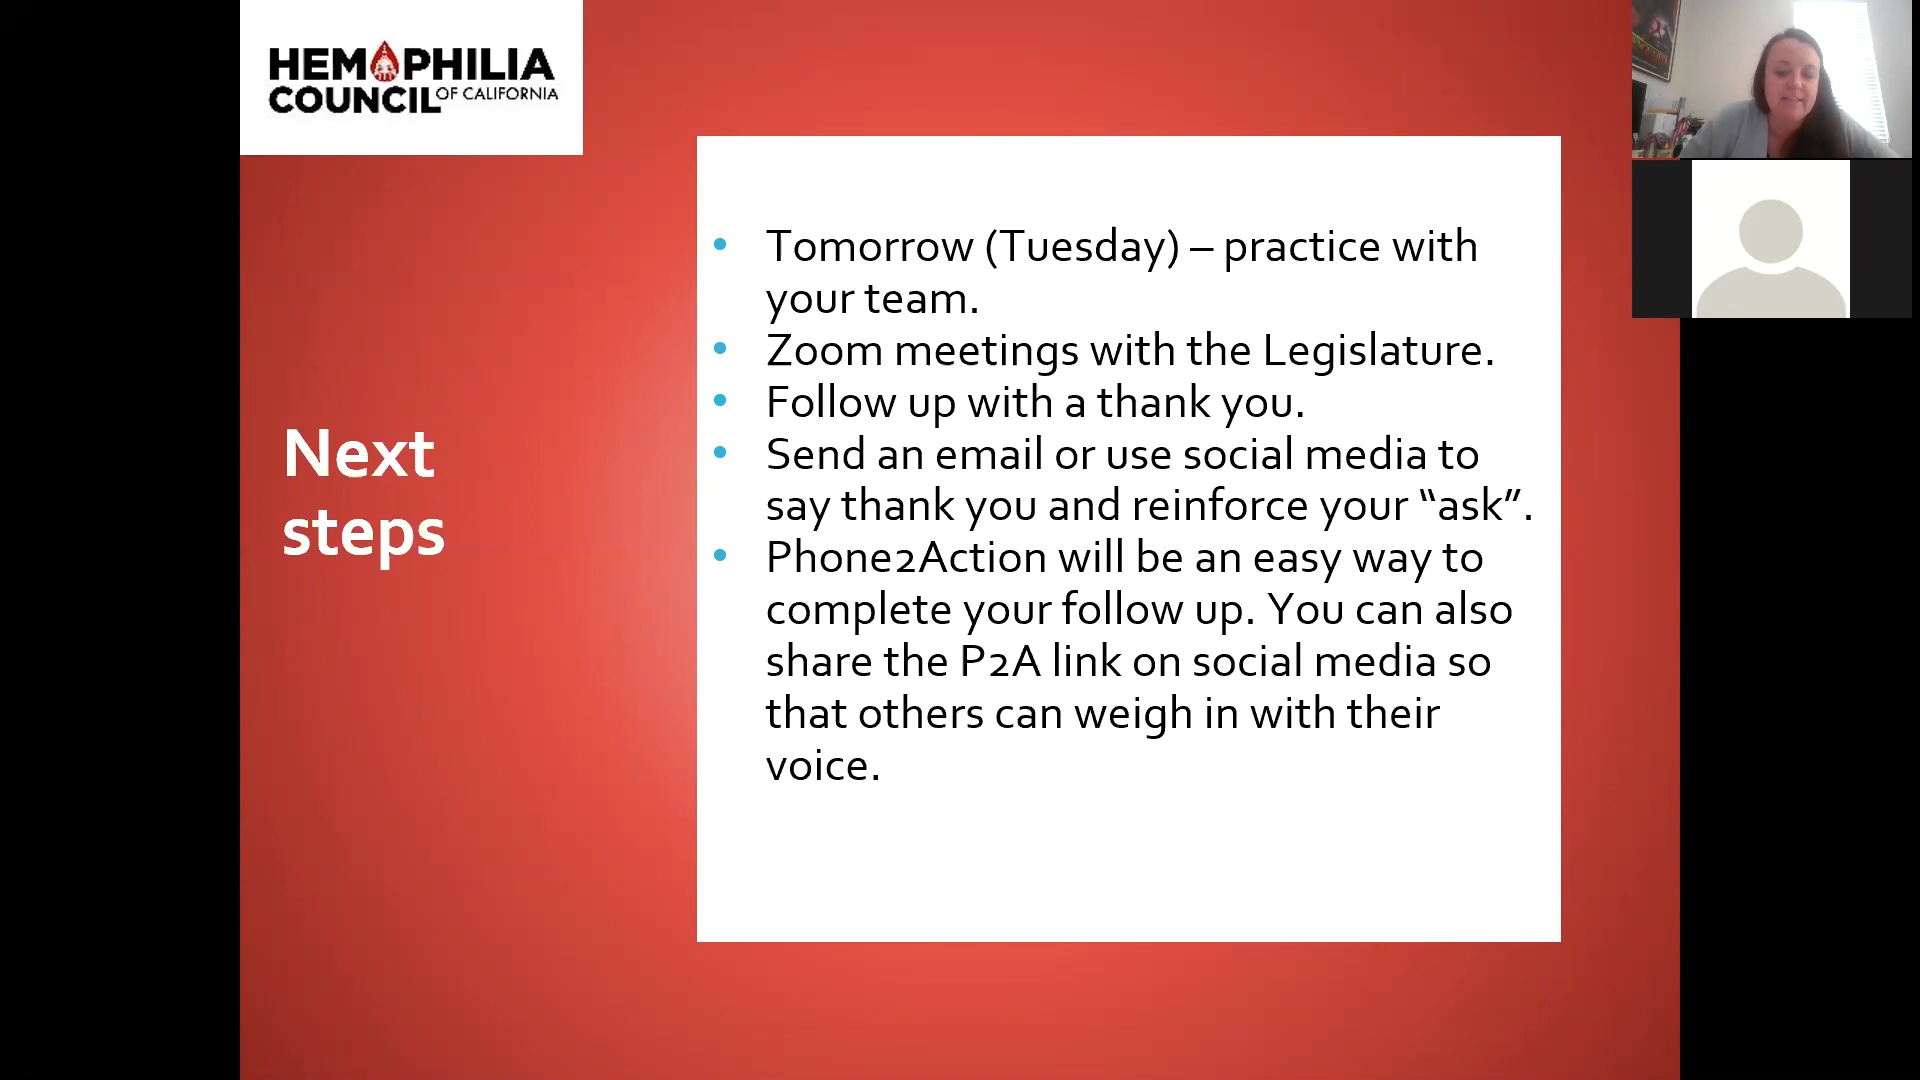 HEMOPHILIA
COUNCIL OF CALIFORNIA
Next
steps
• Tomorrow (Tuesday) – practice with
your team.
• Zoom meetings with the Legislature.
• Follow up with a thank you.
• Send an email or use social media to
say thank you and reinforce your “ask”.
• Phone2Action will be an easy way to
complete your follow up. You can also
share the P2A link on social media so
that others can weigh in with their
voice.